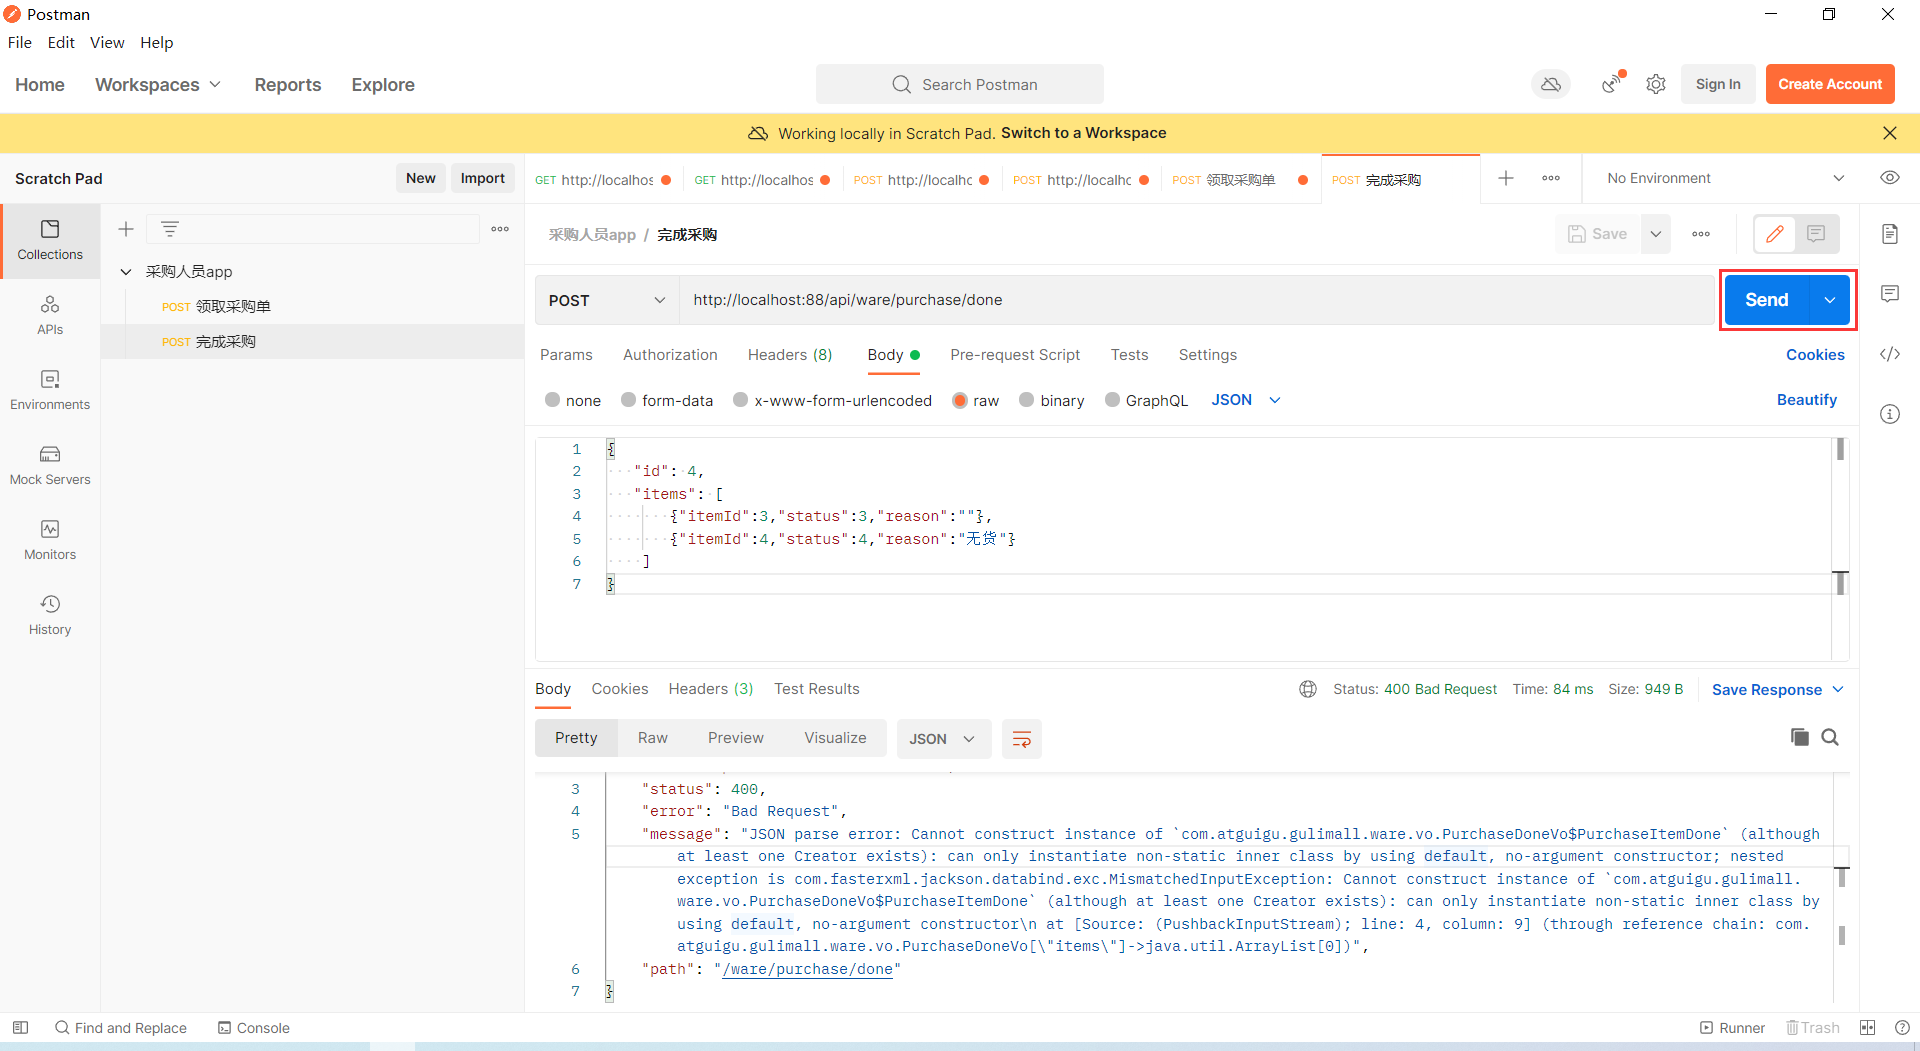 Postman
File Edit View Help
Home Workspaces Reports Explore
Search Postman
Sign In
Create Account
Working locally in Scratch Pad. Switch to a Workspace
Scratch Pad
New
Import
GET http://localhos
GET http://localhos
POST http://localhc
POST http://localhc
POST 领取采购单
POST 完成采购
No Environment
Collections
APIs
Environments
Mock Servers
Monitors
History
采购人员app
POST 领取采购单
POST 完成采购
采购人员app / 完成采购
Save
POST
http://localhost:88/api/ware/purchase/done
Send
Params Authorization Headers (8) Body Pre-request Script Tests Settings
Cookies
none form-data x-www-form-urlencoded raw binary GraphQL JSON
Beautify
1 {
2 "id": 4,
3 "items": [
4 {"itemId":3,"status":3,"reason":""},
5 {"itemId":4,"status":4,"reason":"无货"}
6 ]
7 }
Body Cookies Headers (3) Test Results
Status: 400 Bad Request Time: 84 ms Size: 949 B
Save Response
Pretty Raw Preview Visualize JSON
3 "status": 400,
4 "error": "Bad Request",
5 "message": "JSON parse error: Cannot construct instance of `com.atguigu.gulimall.ware.vo.PurchaseDoneVo$PurchaseItemDone` (although
at least one Creator exists): can only instantiate non-static inner class by using default, no-argument constructor; nested
exception is com.fasterxml.jackson.databind.exc.MismatchedInputException: Cannot construct instance of `com.atguigu.gulimall.
ware.vo.PurchaseDoneVo$PurchaseItemDone` (although at least one Creator exists): can only instantiate non-static inner class by
using default, no-argument constructor\n at [Source: (PushbackInputStream); line: 4, column: 9] (through reference chain: com.
atguigu.gulimall.ware.vo.PurchaseDoneVo[\"items\"]->java.util.ArrayList[0])",
6 "path": "/ware/purchase/done"
7 }
Find and Replace
Console
Runner
Trash